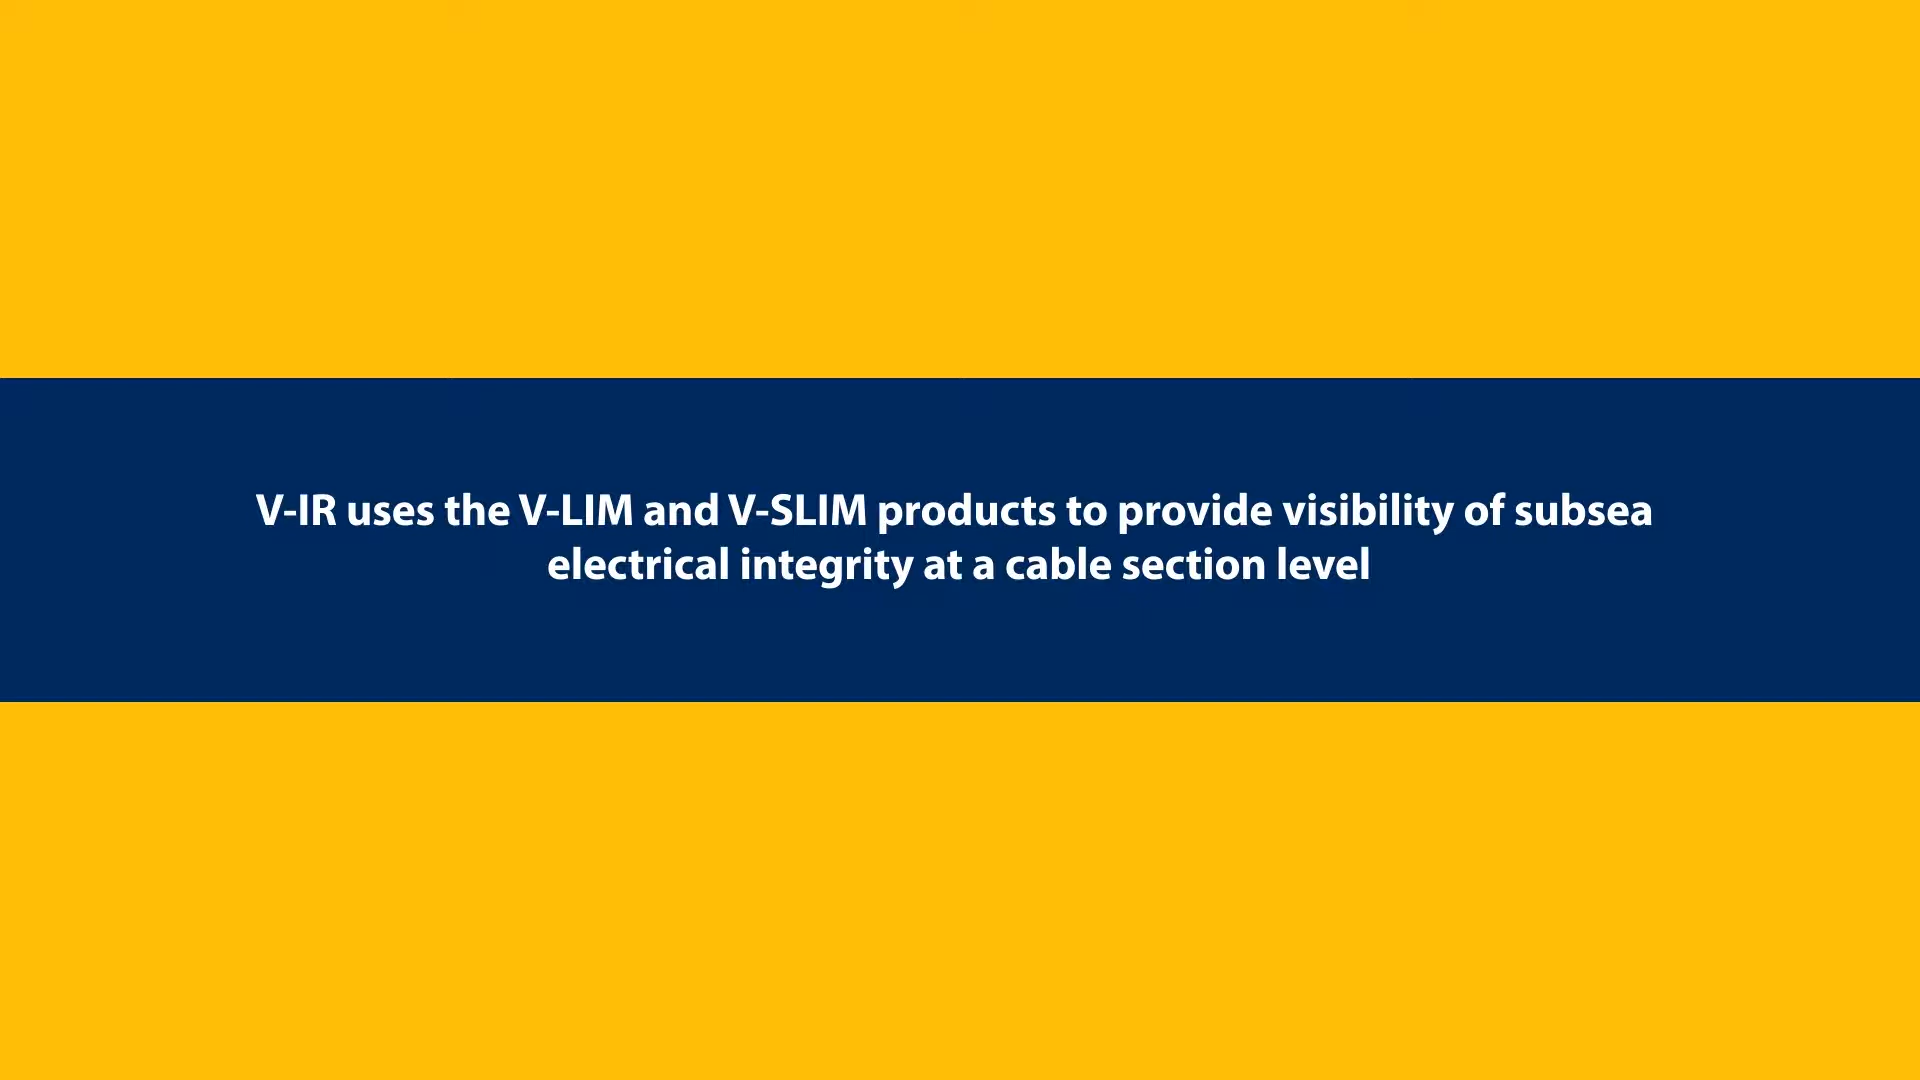 V-IR uses the V-LIM and V-SLIM products to provide visibility of subsea
electrical integrity at a cable section level